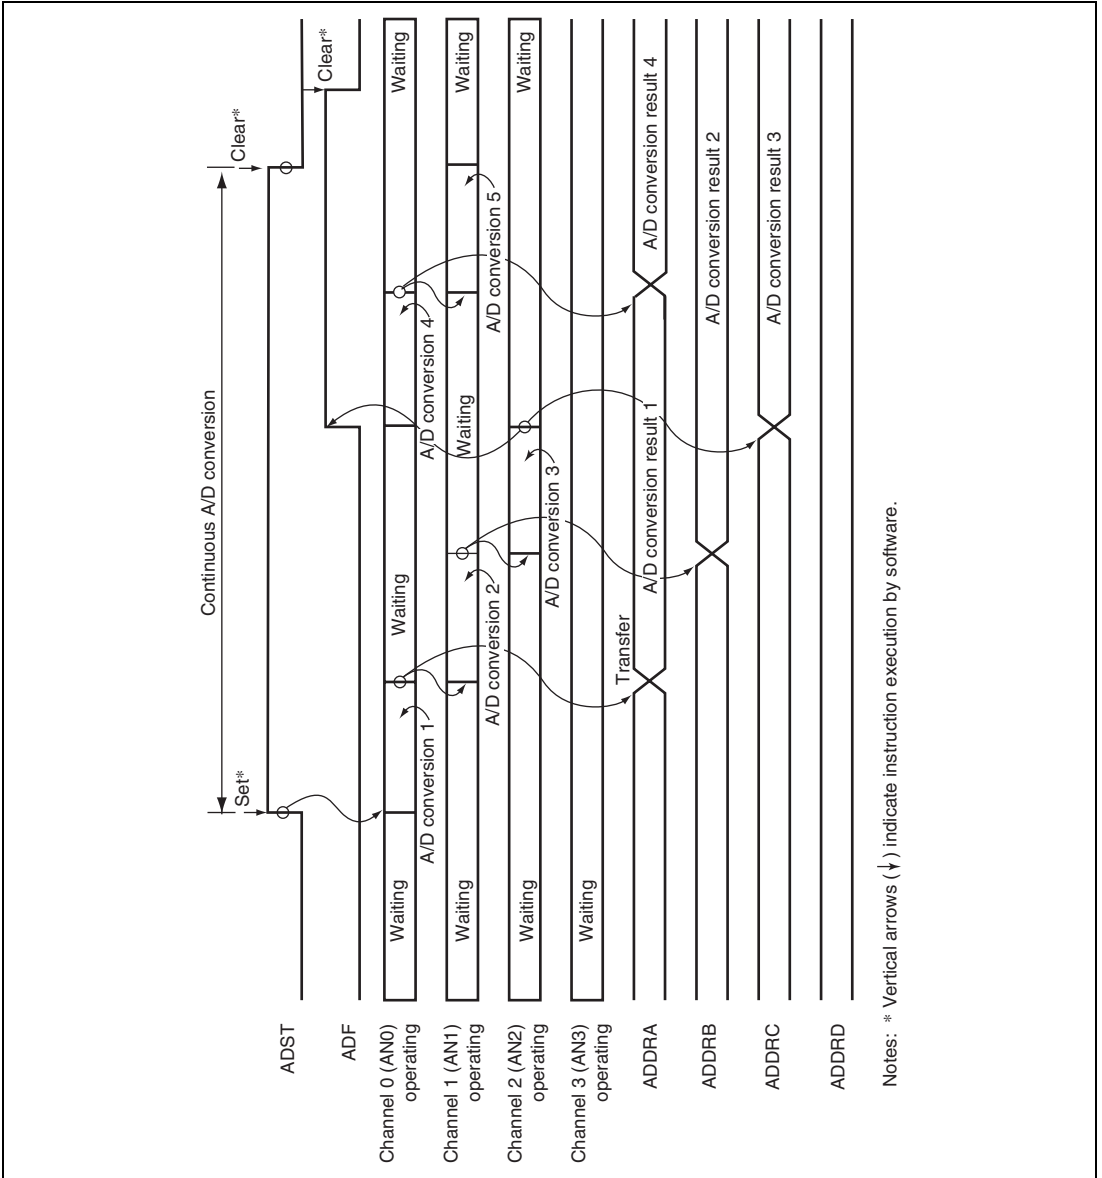 Continuous A/D conversion
Set*
Clear*
ADST
Clear*
ADF
Channel 0 (AN0)
operating
Waiting
A/D conversion 1
Waiting
A/D conversion 4
Waiting
Channel 1 (AN1)
operating
Waiting
A/D conversion 2
Waiting
A/D conversion 5
Waiting
Channel 2 (AN2)
operating
Waiting
A/D conversion 3
Waiting
Channel 3 (AN3)
operating
Waiting
Transfer
ADDRA
A/D conversion result 1
A/D conversion result 4
ADDRB
A/D conversion result 2
ADDRC
A/D conversion result 3
ADDRD
Notes: * Vertical arrows (↓) indicate instruction execution by software.